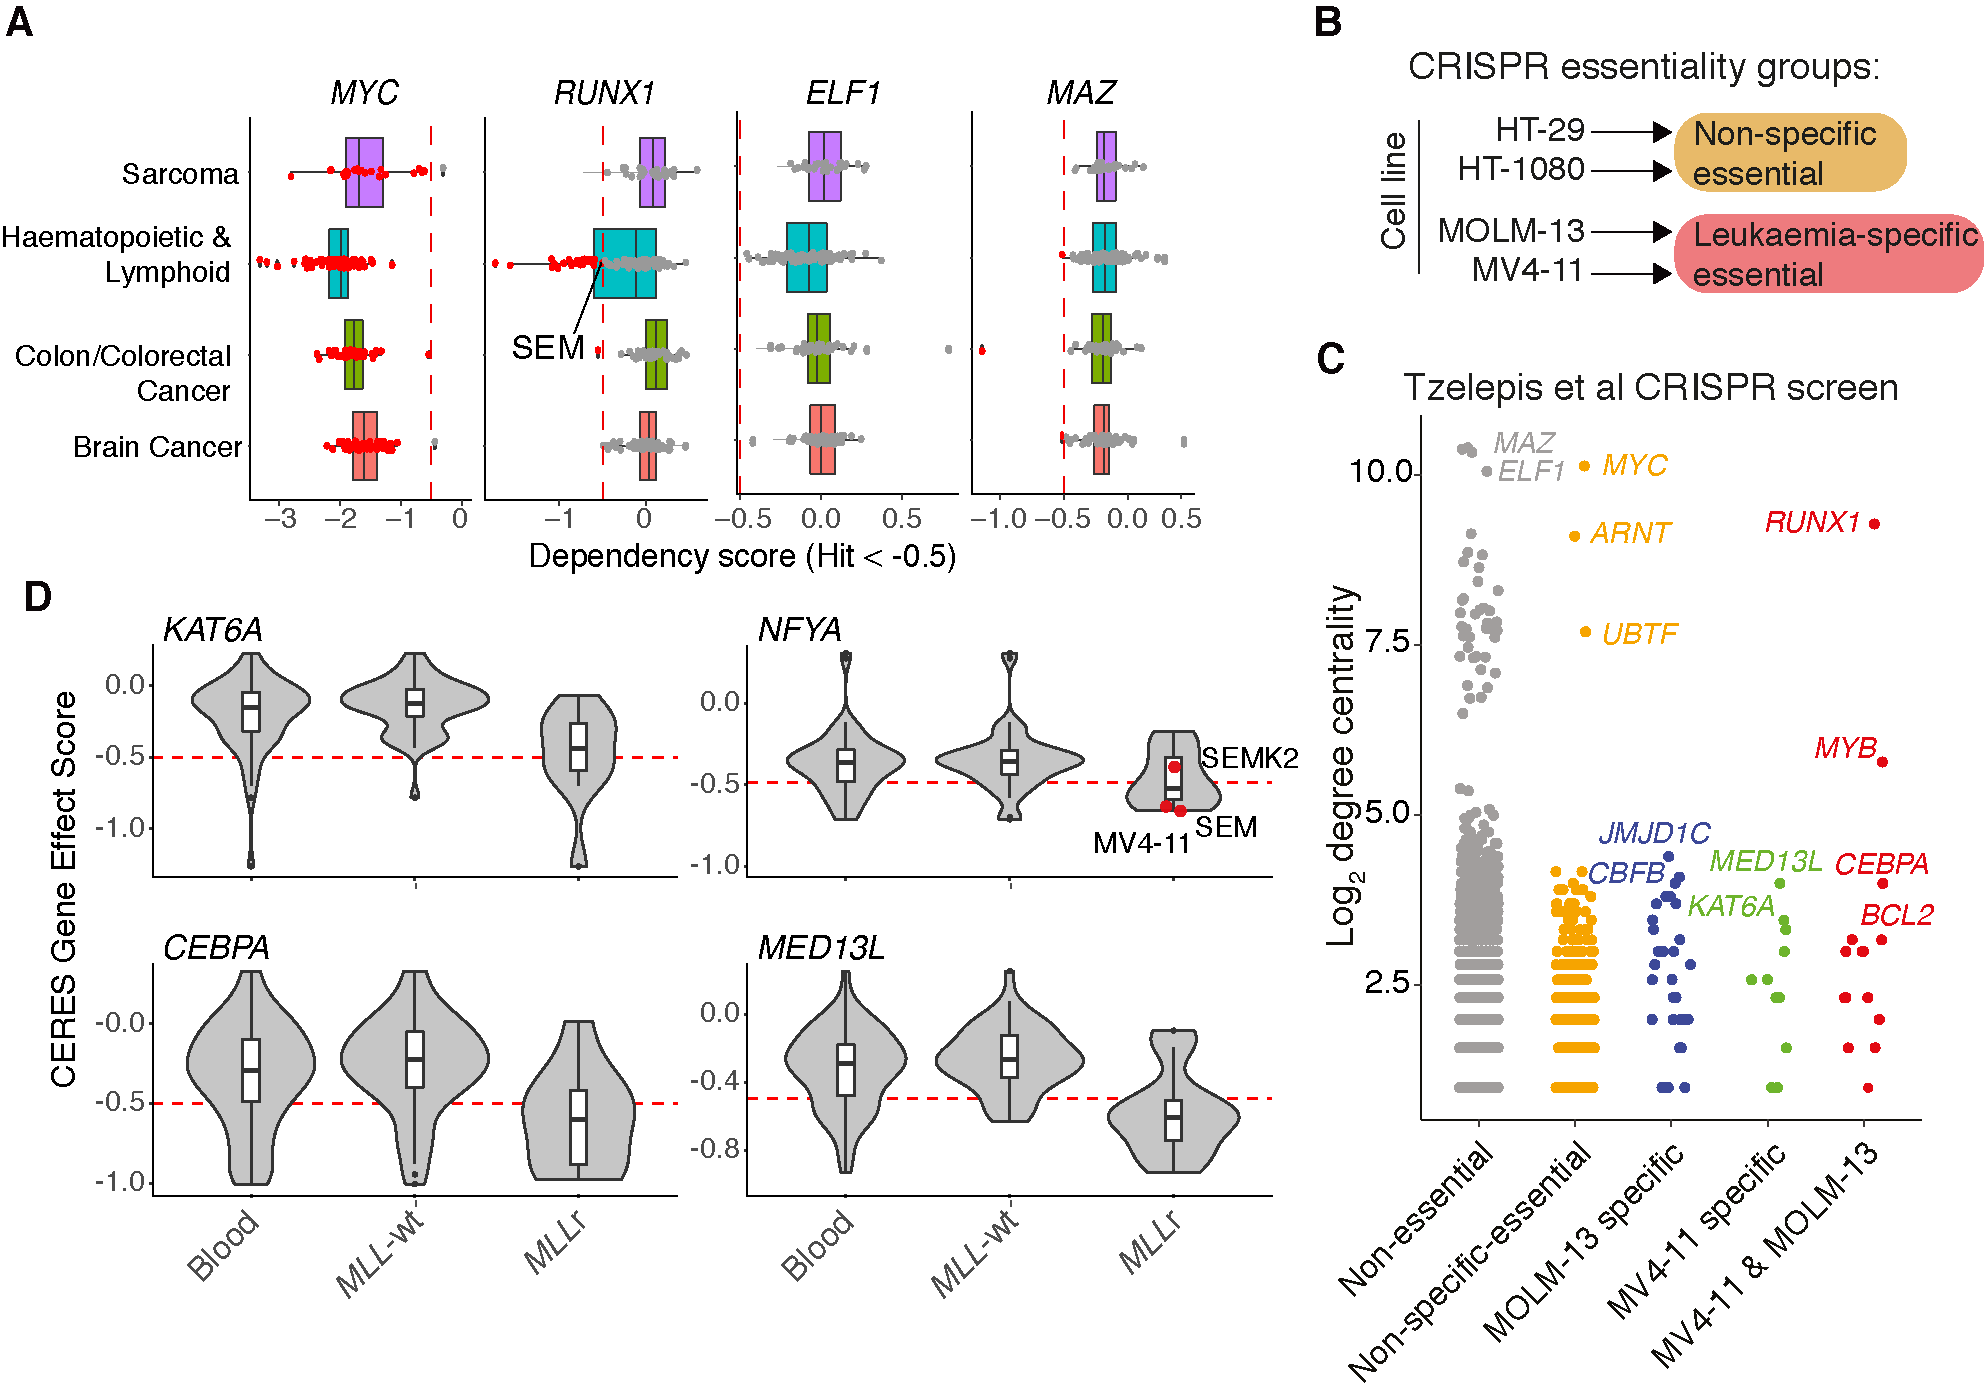 A
MYC
RUNX1
ELF1
MAZ
Sarcoma
Haematopoietic &
Lymphoid
Colon/Colorectal
Cancer
Brain Cancer
SEM
−3 −2 −1 0
−1 0
−0.5 0.0 0.5
−1.0 −0.5 0.0 0.5
Dependency score (Hit < -0.5)
B
CRISPR essentiality groups:
Cell line
HT-29
HT-1080
MOLM-13
MV4-11
Non-specific
essential
Leukaemia-specific
essential
C
Tzelepis et al CRISPR screen
Log2 degree centrality
10.0
7.5
5.0
2.5
MAZ
ELF1
MYC
ARNT
UBTF
RUNX1
MYB
JMJD1C
CBFB
MED13L
KAT6A
CEBPA
BCL2
Non-essential
Non-specific-essential
MOLM-13 specific
MV4-11 specific
MV4-11 & MOLM-13
D
CERES Gene Effect Score
KAT6A
0.0
-0.5
-1.0
NFYA
0.0
-0.5
-1.0
SEMK2
SEM
MV4-11
CEBPA
-0.0
-0.5
-1.0
MED13L
0.0
-0.4
-0.8
Blood
MLL-wt
MLLr
Blood
MLL-wt
MLLr